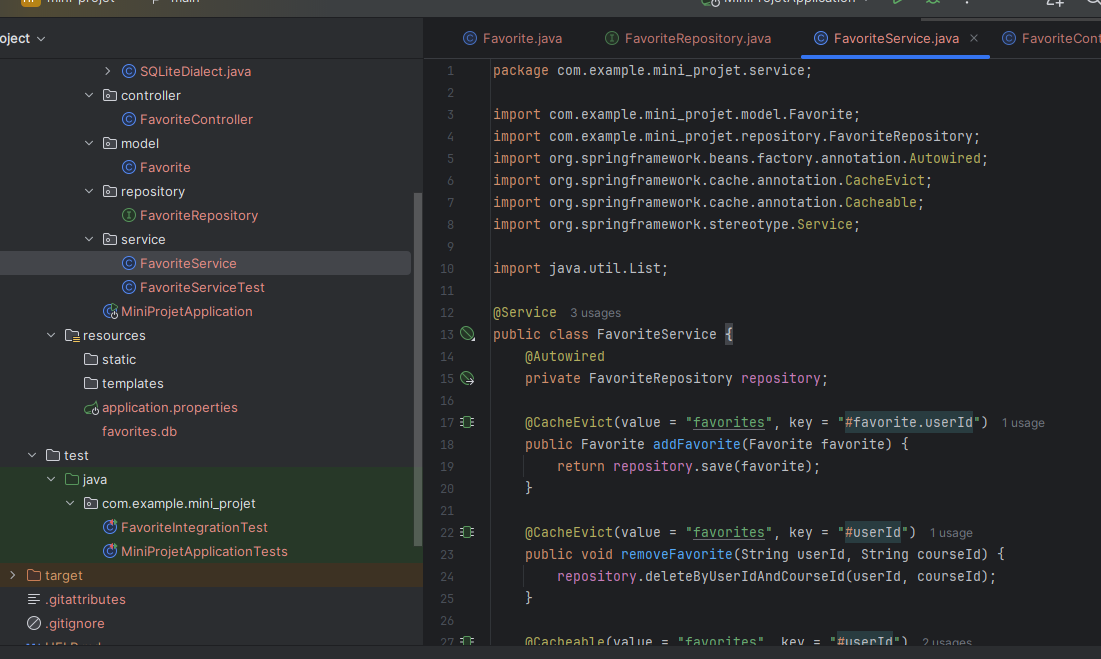 mini-projet
main
MiniProjetApplication
oject
Favorite.java
FavoriteRepository.java
FavoriteService.java
FavoriteCont
SQLiteDialect.java
controller
FavoriteController
model
Favorite
repository
FavoriteRepository
service
FavoriteService
FavoriteServiceTest
MiniProjetApplication
resources
static
templates
application.properties
favorites.db
test
java
com.example.mini_projet
FavoriteIntegrationTest
MiniProjetApplicationTests
target
.gitattributes
.gitignore
1 package com.example.mini_projet.service;
2
3 import com.example.mini_projet.model.Favorite;
4 import com.example.mini_projet.repository.FavoriteRepository;
5 import org.springframework.beans.factory.annotation.Autowired;
6 import org.springframework.cache.annotation.CacheEvict;
7 import org.springframework.cache.annotation.Cacheable;
8 import org.springframework.stereotype.Service;
9
10 import java.util.List;
11
12 @Service 3 usages
13 public class FavoriteService {
14 @Autowired
15 private FavoriteRepository repository;
16
17 @CacheEvict(value = "favorites", key = "#favorite.userId") 1 usage
18 public Favorite addFavorite(Favorite favorite) {
19 return repository.save(favorite);
20 }
21
22 @CacheEvict(value = "favorites", key = "#userId") 1 usage
23 public void removeFavorite(String userId, String courseId) {
24 repository.deleteByUserIdAndCourseId(userId, courseId);
25 }
26
27 @Cacheable(value = "favorites", key = "#userId") 2 usages